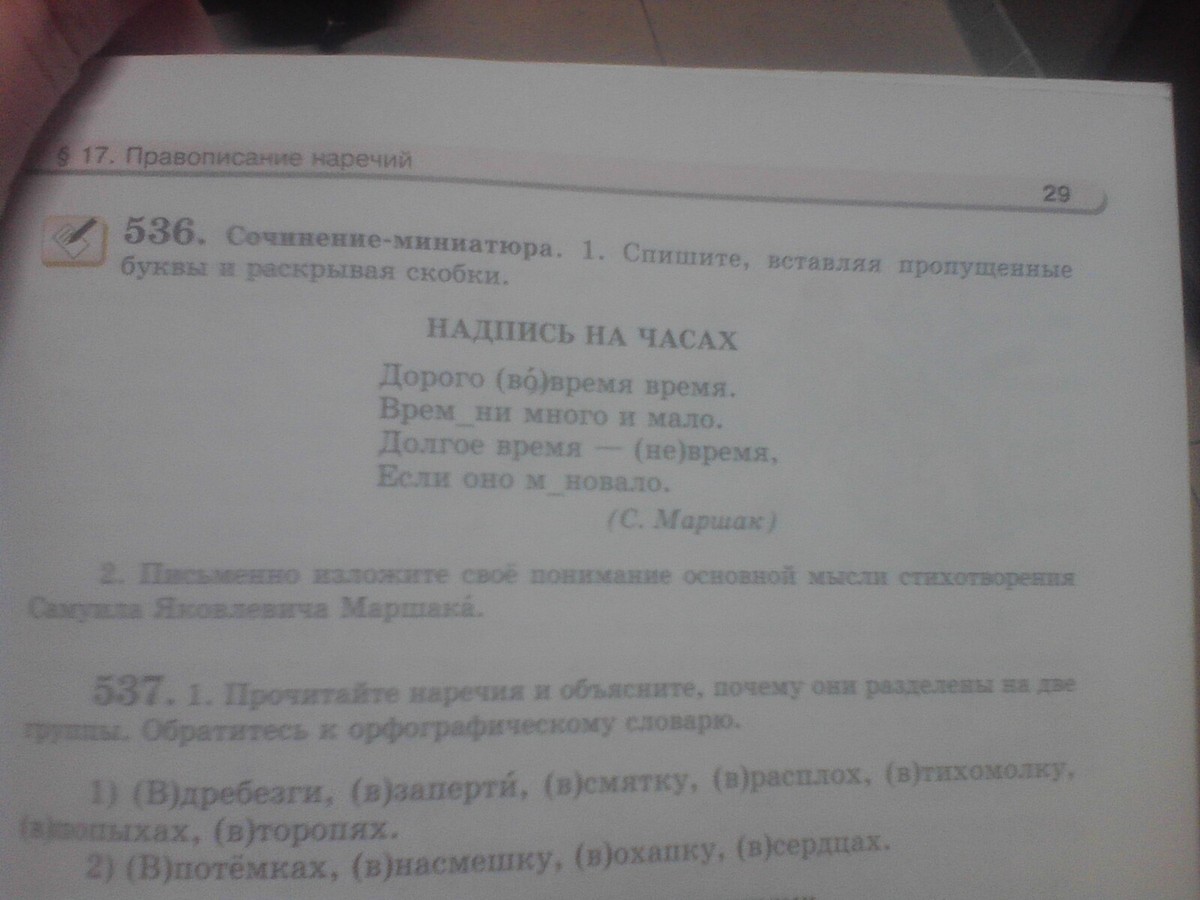 § 17. Правописание наречий
29
536. Сочинение-миниатюра. 1. Спишите, вставляя пропущенные
буквы и раскрывая скобки.
НАДПИСЬ НА ЧАСАХ
Дорого (во́)время время.
Врем_ни много и мало.
Долгое время — (не)время,
Если оно м_новало.
(С. Маршак)
2. Письменно изложите своё понимание основной мысли стихотворения
Самуила Яковлевича Маршака́.
537. 1. Прочитайте наречия и объясните, почему они разделены на две
группы. Обратитесь к орфографическому словарю.
1) (В)дребезги, (в)заперти́, (в)смятку, (в)расплох, (в)тихомолку,
(в)попыхах, (в)торопях.
2) (В)потёмках, (в)насмешку, (в)охапку, (в)сердцах.